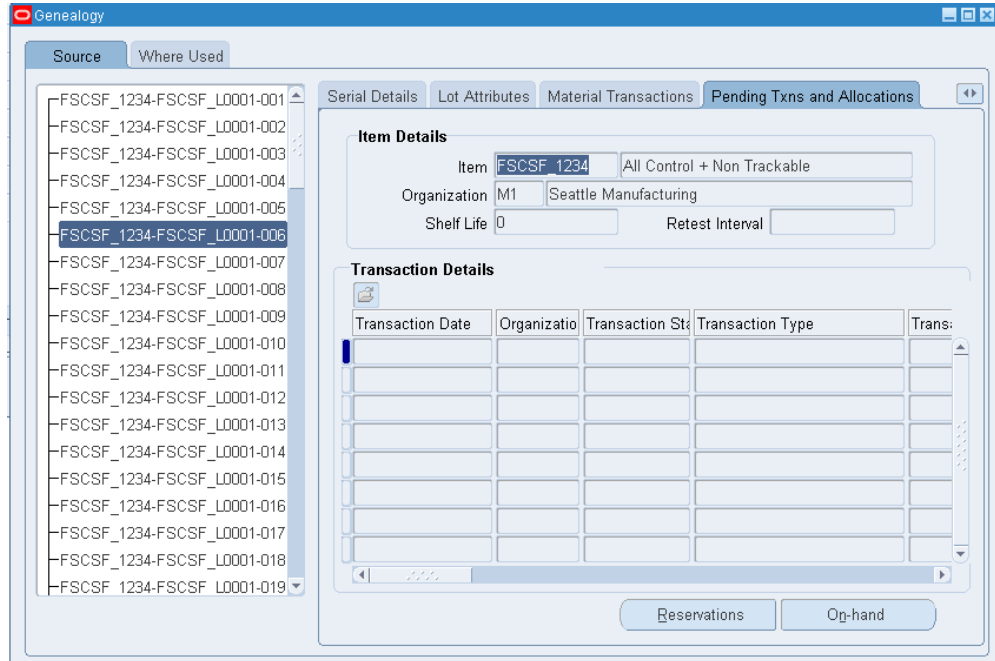 Genealogy
Source Where Used
FSCSF_1234-FSCSF_L0001-001
FSCSF_1234-FSCSF_L0001-002
FSCSF_1234-FSCSF_L0001-003
FSCSF_1234-FSCSF_L0001-004
FSCSF_1234-FSCSF_L0001-005
FSCSF_1234-FSCSF_L0001-006
FSCSF_1234-FSCSF_L0001-007
FSCSF_1234-FSCSF_L0001-008
FSCSF_1234-FSCSF_L0001-009
FSCSF_1234-FSCSF_L0001-010
FSCSF_1234-FSCSF_L0001-011
FSCSF_1234-FSCSF_L0001-012
FSCSF_1234-FSCSF_L0001-013
FSCSF_1234-FSCSF_L0001-014
FSCSF_1234-FSCSF_L0001-015
FSCSF_1234-FSCSF_L0001-016
FSCSF_1234-FSCSF_L0001-017
FSCSF_1234-FSCSF_L0001-018
FSCSF_1234-FSCSF_L0001-019
Serial Details Lot Attributes Material Transactions Pending Txns and Allocations
Item Details
Item FSCSF_1234 All Control + Non Trackable
Organization M1 Seattle Manufacturing
Shelf Life 0 Retest Interval
Transaction Details
Transaction Date Organizatio Transaction Sta Transaction Type Trans
Reservations On-hand